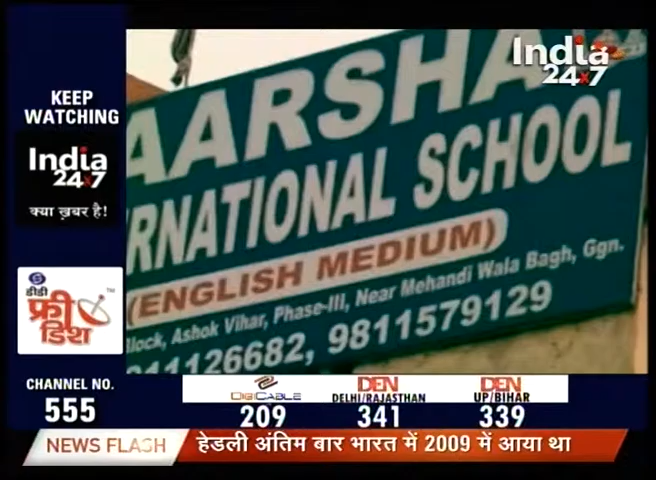 KEEP
WATCHING
India
24x7
क्या ख़बर है!
डीडी
फ्री
डिश
TM
CHANNEL NO.
555
India
24x7
AARSHA
RNATIONAL SCHOOL
(ENGLISH MEDIUM)
Block, Ashok Vihar, Phase-III, Near Mehandi Wala Bagh, Ggn.
911126682, 9811579129
DIGICABLE
209
DEN
DELHI/RAJASTHAN
341
DEN
UP/BIHAR
339
NEWS FLASH
हेडली अंतिम बार भारत में 2009 में आया था